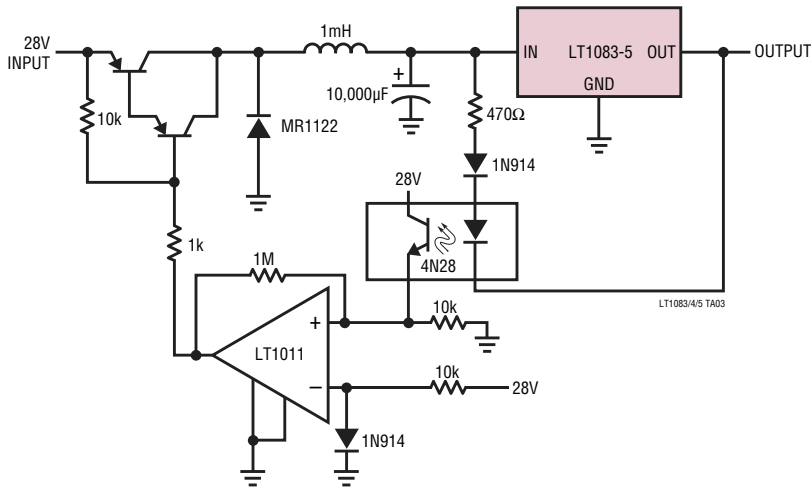 28V
INPUT
1mH
IN
LT1083-5
OUT
GND
OUTPUT
10k
+
10,000µF
MR1122
470Ω
1N914
28V
4N28
1k
1M
LT1083/4/5 TA03
+
10k
LT1011
–
10k
28V
1N914